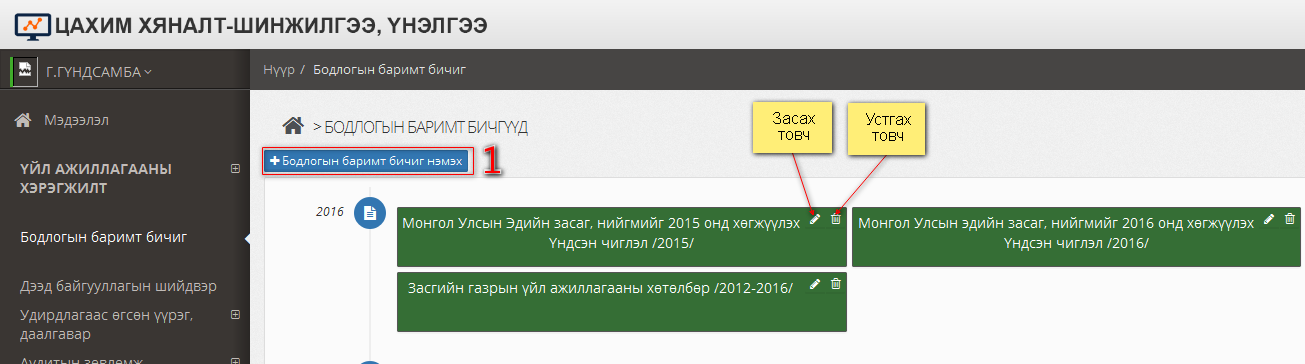 ЦАХИМ ХЯНАЛТ-ШИНЖИЛГЭЭ, ҮНЭЛГЭЭ
Г.ГҮНДСАМБА
Нүүр / Бодлогын баримт бичиг
Мэдээлэл
> БОДЛОГЫН БАРИМТ БИЧГҮҮД
Засах
товч
Устгах
товч
+ Бодлогын баримт бичиг нэмэх 1
ҮЙЛ АЖИЛЛАГААНЫ
ХЭРЭГЖИЛТ
2016
Монгол Улсын Эдийн засаг, нийгмийг 2015 онд хөгжүүлэх
Үндсэн чиглэл /2015/
Монгол Улсын эдийн засаг, нийгмийг 2016 онд хөгжүүлэх
Үндсэн чиглэл /2016/
Бодлогын баримт бичиг
Засгийн газрын үйл ажиллагааны хөтөлбөр /2012-2016/
Дээд байгууллагын шийдвэр
Удирдлагаас өгсөн үүрэг,
даалгавар
Аудитын зөвлөмж